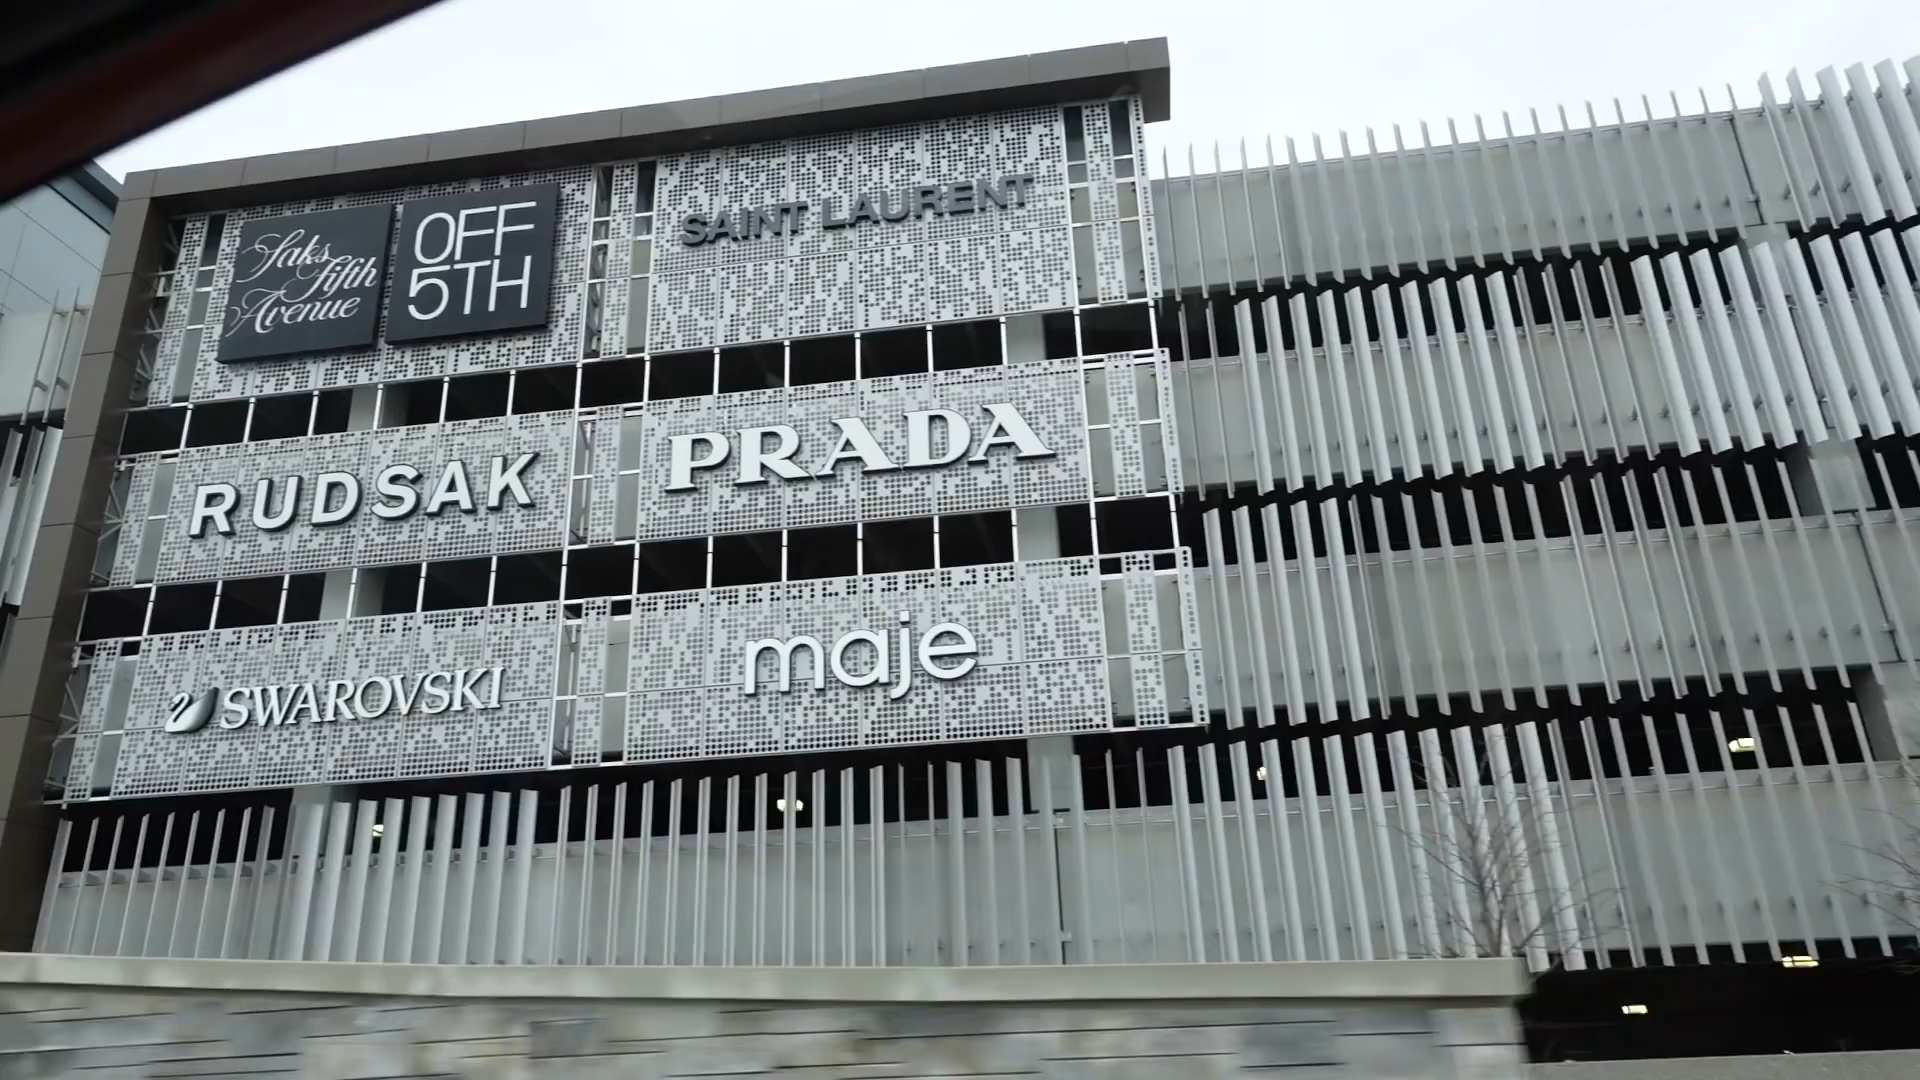 Saks
fifth
Avenue
OFF
5TH
SAINT LAURENT
RUDSAK
PRADA
SWAROVSKI
maje